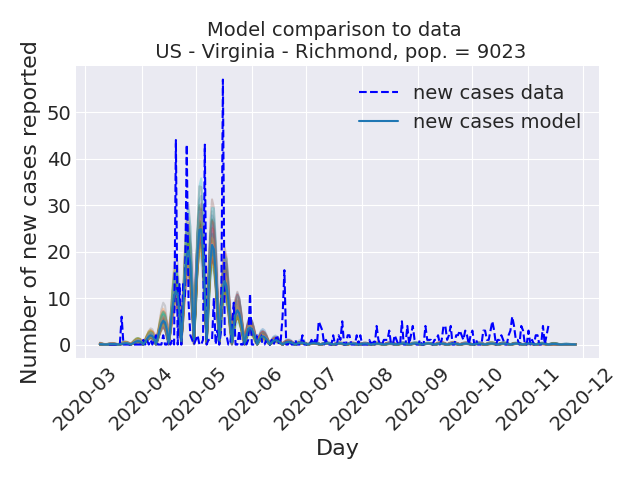 Model comparison to data
US - Virginia - Richmond, pop. = 9023
Number of new cases reported
50
40
30
20
10
0
new cases data
new cases model
2020-03
2020-04
2020-05
2020-06
2020-07
2020-08
2020-09
2020-10
2020-11
2020-12
Day